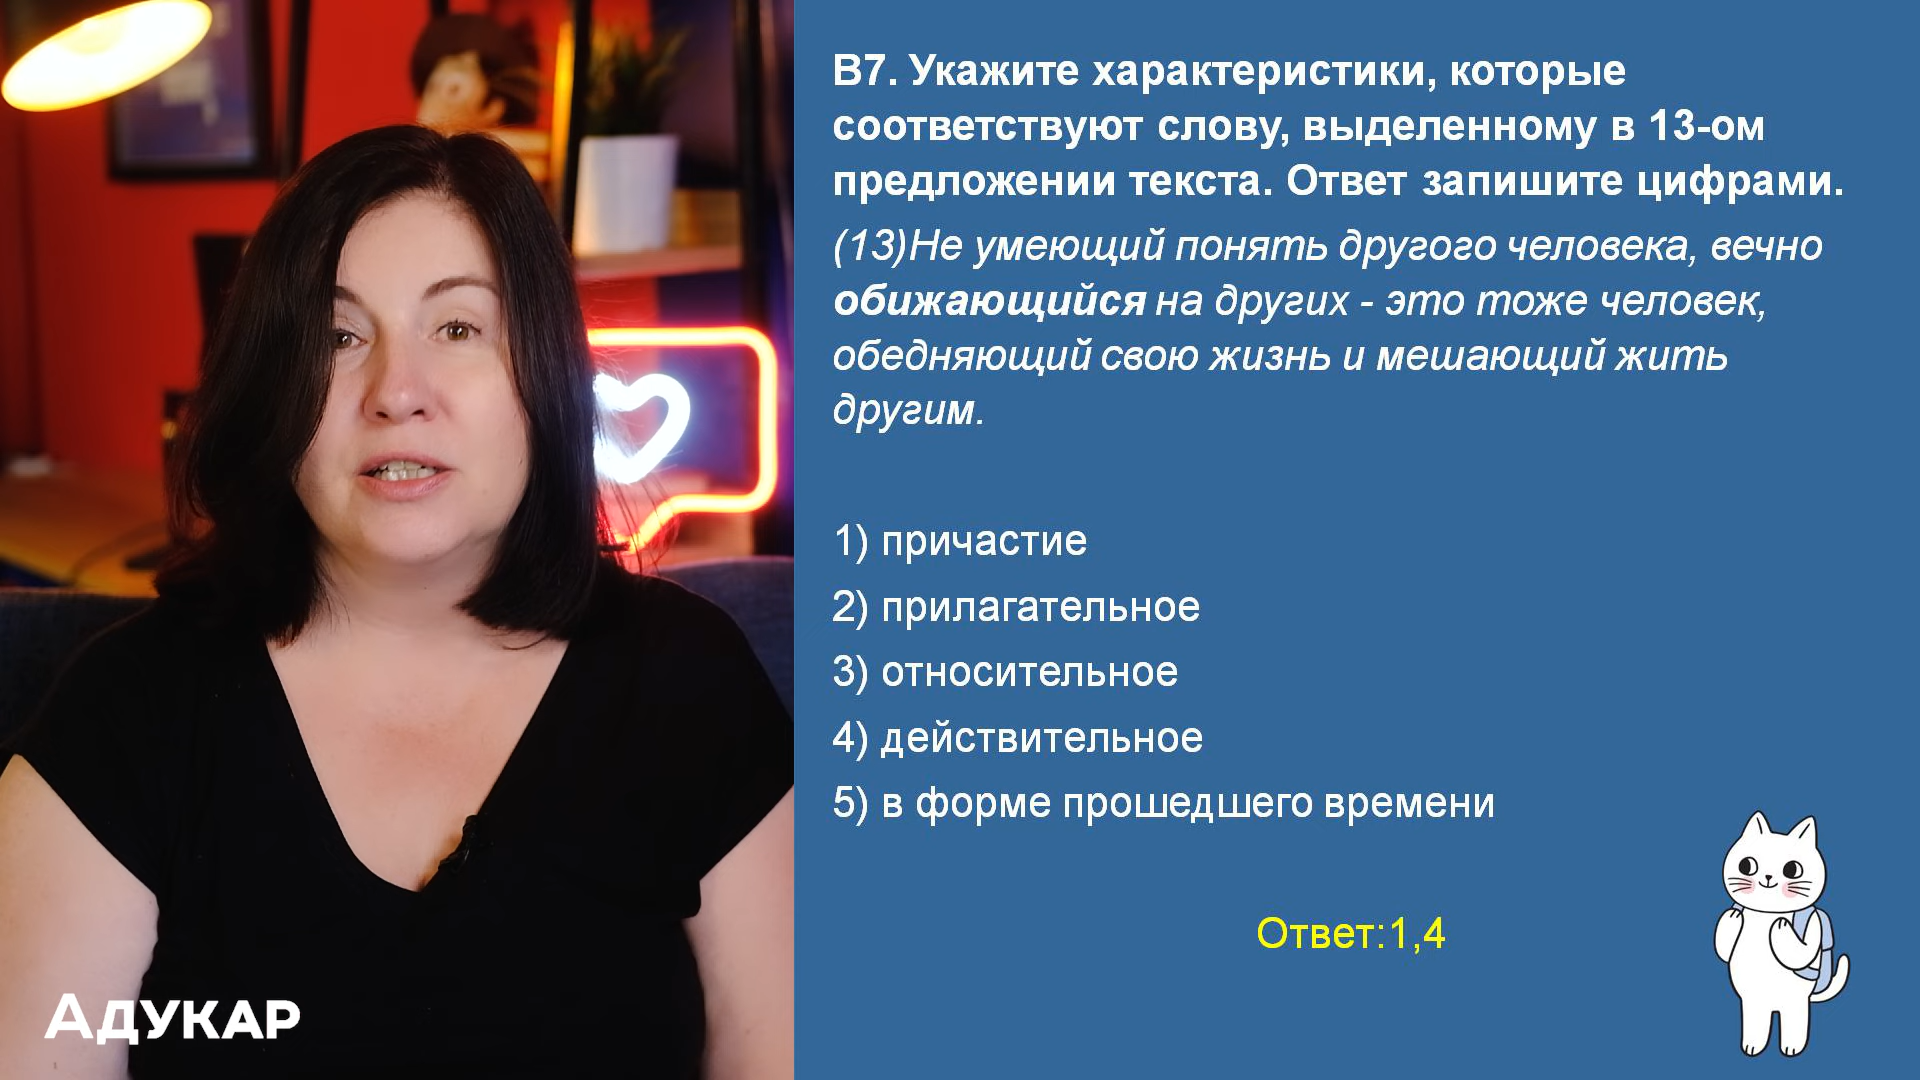 В7. Укажите характеристики, которые
соответствуют слову, выделенному в 13-ом
предложении текста. Ответ запишите цифрами.
(13)Не умеющий понять другого человека, вечно
обижающийся на других - это тоже человек,
обедняющий свою жизнь и мешающий жить
другим.
1) причастие
2) прилагательное
3) относительное
4) действительное
5) в форме прошедшего времени
Ответ:1,4
Адукар